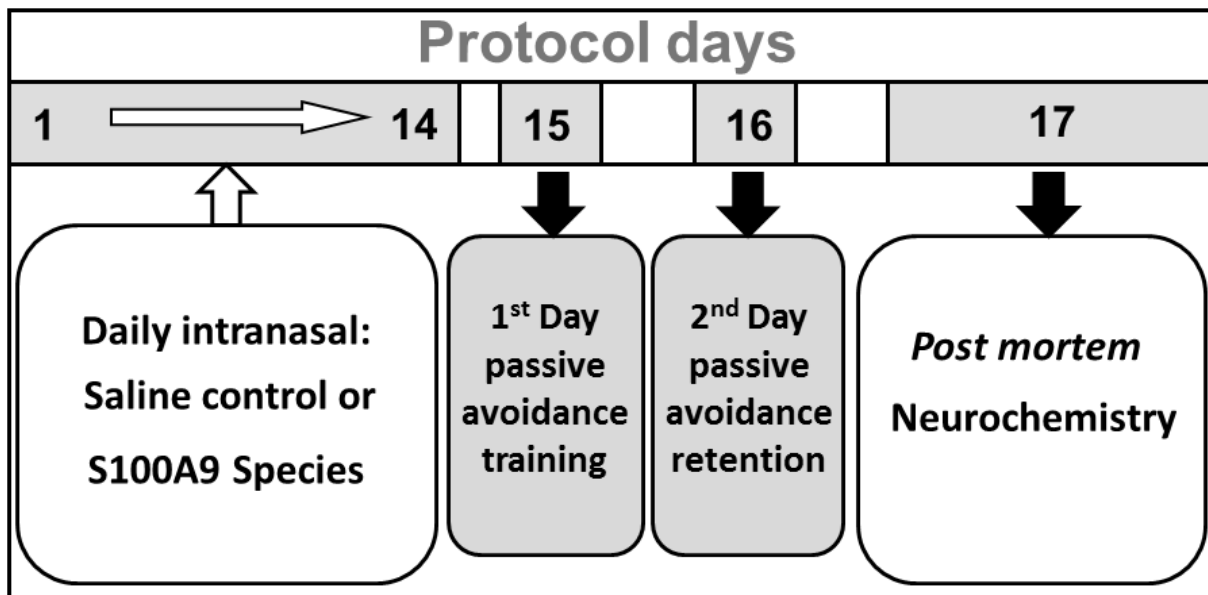 Protocol days
1 14 15 16 17
Daily intranasal:
Saline control or
S100A9 Species
1st Day
passive
avoidance
training
2nd Day
passive
avoidance
retention
Post mortem
Neurochemistry